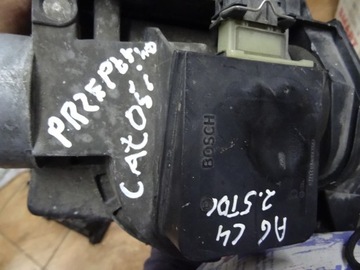 PRZEPŁYWO
CAŁOŚĆ
BOSCH
A6 C4
2.5TDI